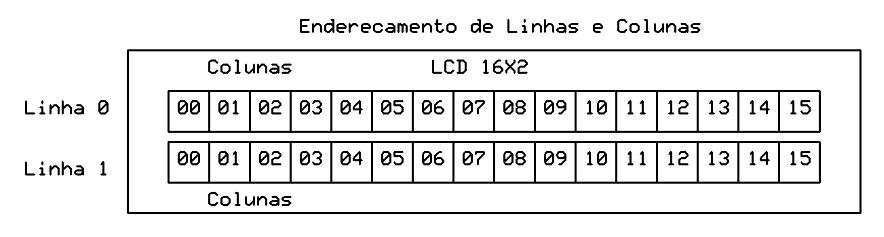 Enderecamento de Linhas e Colunas
Colunas LCD 16X2
Linha 0 00 01 02 03 04 05 06 07 08 09 10 11 12 13 14 15
Linha 1 00 01 02 03 04 05 06 07 08 09 10 11 12 13 14 15
Colunas